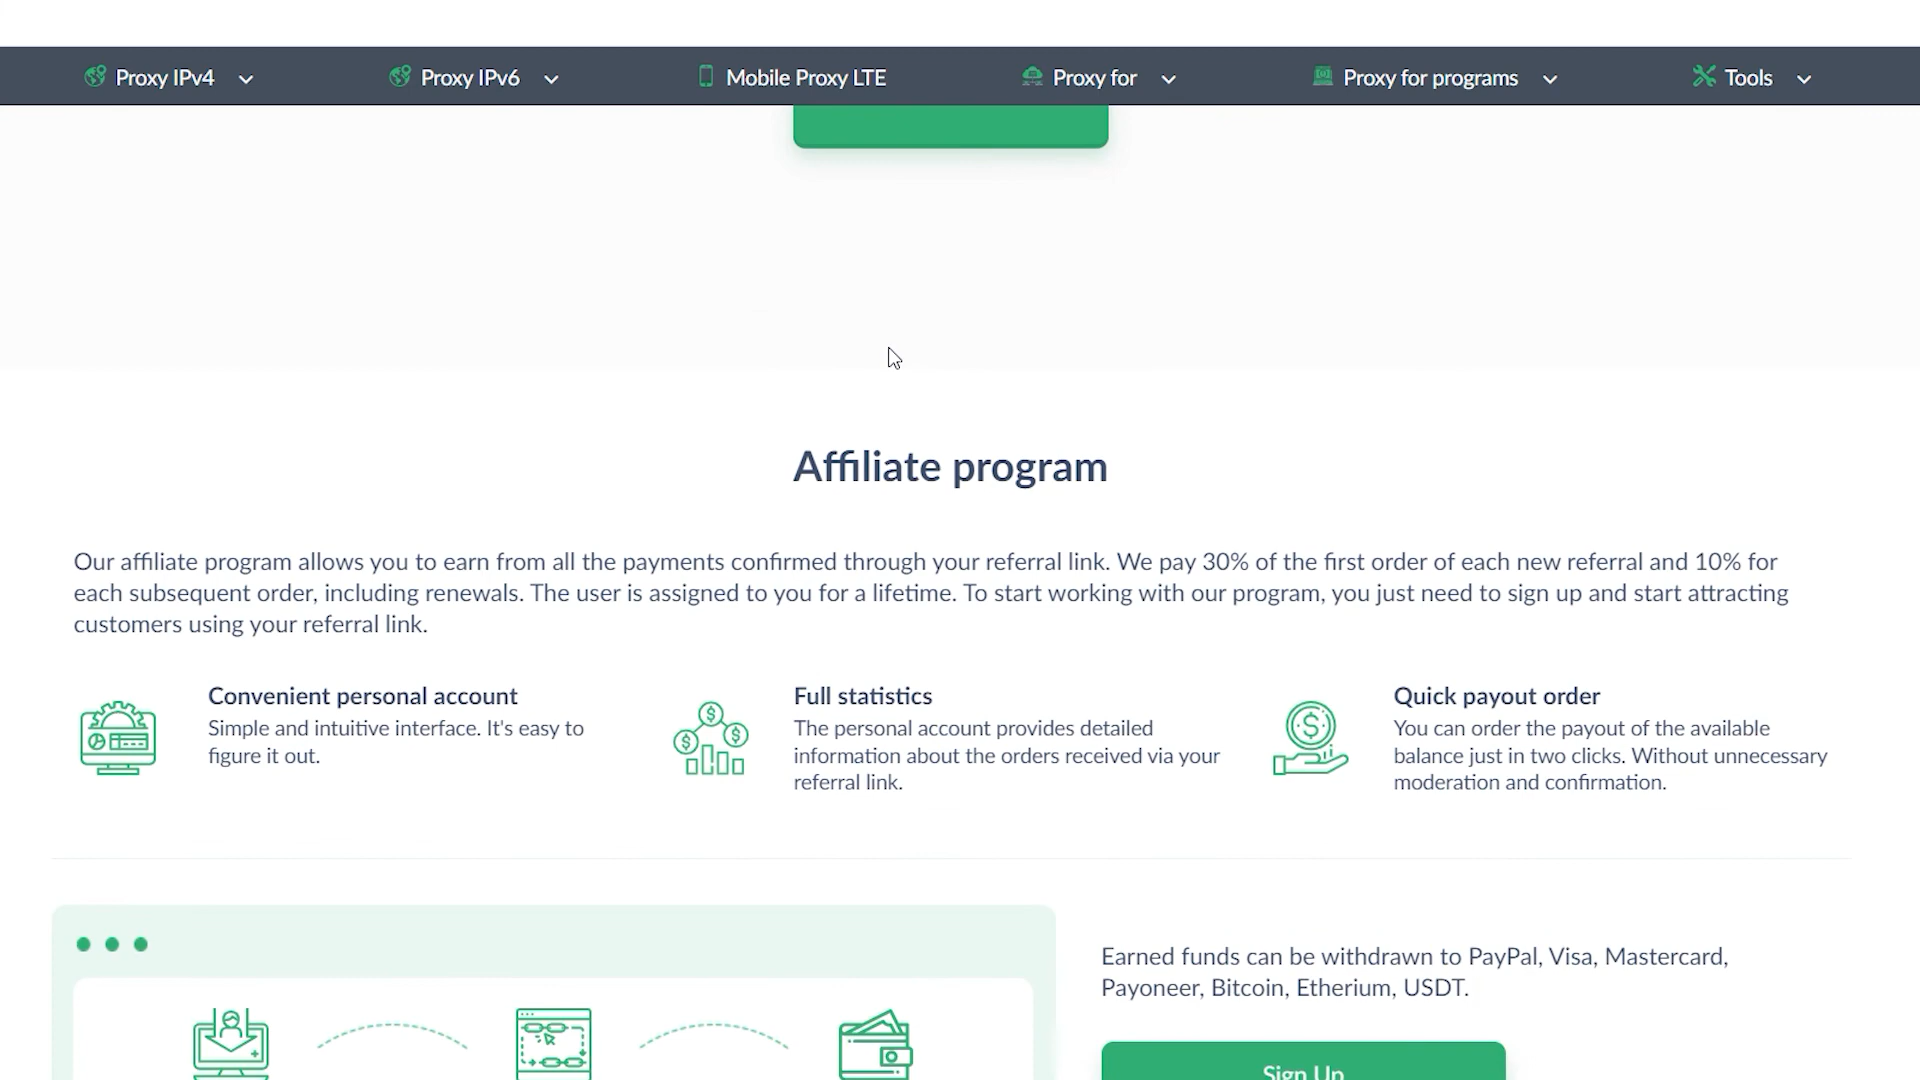 Proxy IPv4
Proxy IPv6
Mobile Proxy LTE
Proxy for
Proxy for programs
Tools
Affiliate program
Our affiliate program allows you to earn from all the payments confirmed through your referral link. We pay 30% of the first order of each new referral and 10% for
each subsequent order, including renewals. The user is assigned to you for a lifetime. To start working with our program, you just need to sign up and start attracting
customers using your referral link.
Convenient personal account
Simple and intuitive interface. It's easy to
figure it out.
Full statistics
The personal account provides detailed
information about the orders received via your
referral link.
Quick payout order
You can order the payout of the available
balance just in two clicks. Without unnecessary
moderation and confirmation.
Earned funds can be withdrawn to PayPal, Visa, Mastercard,
Payoneer, Bitcoin, Etherium, USDT.
Sign Up